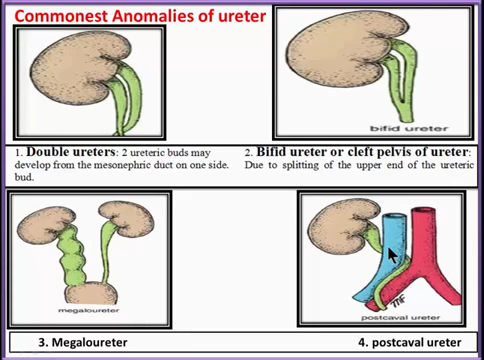 Commonest Anomalies of ureter
bifid ureter
1. Double ureters: 2 ureteric buds may
develop from the mesonephric duct on one side.
bud.
2. Bifid ureter or cleft pelvis of ureter:
Due to splitting of the upper end of the ureteric
megaloureter
postcaval ureter
3. Megaloureter
4. postcaval ureter